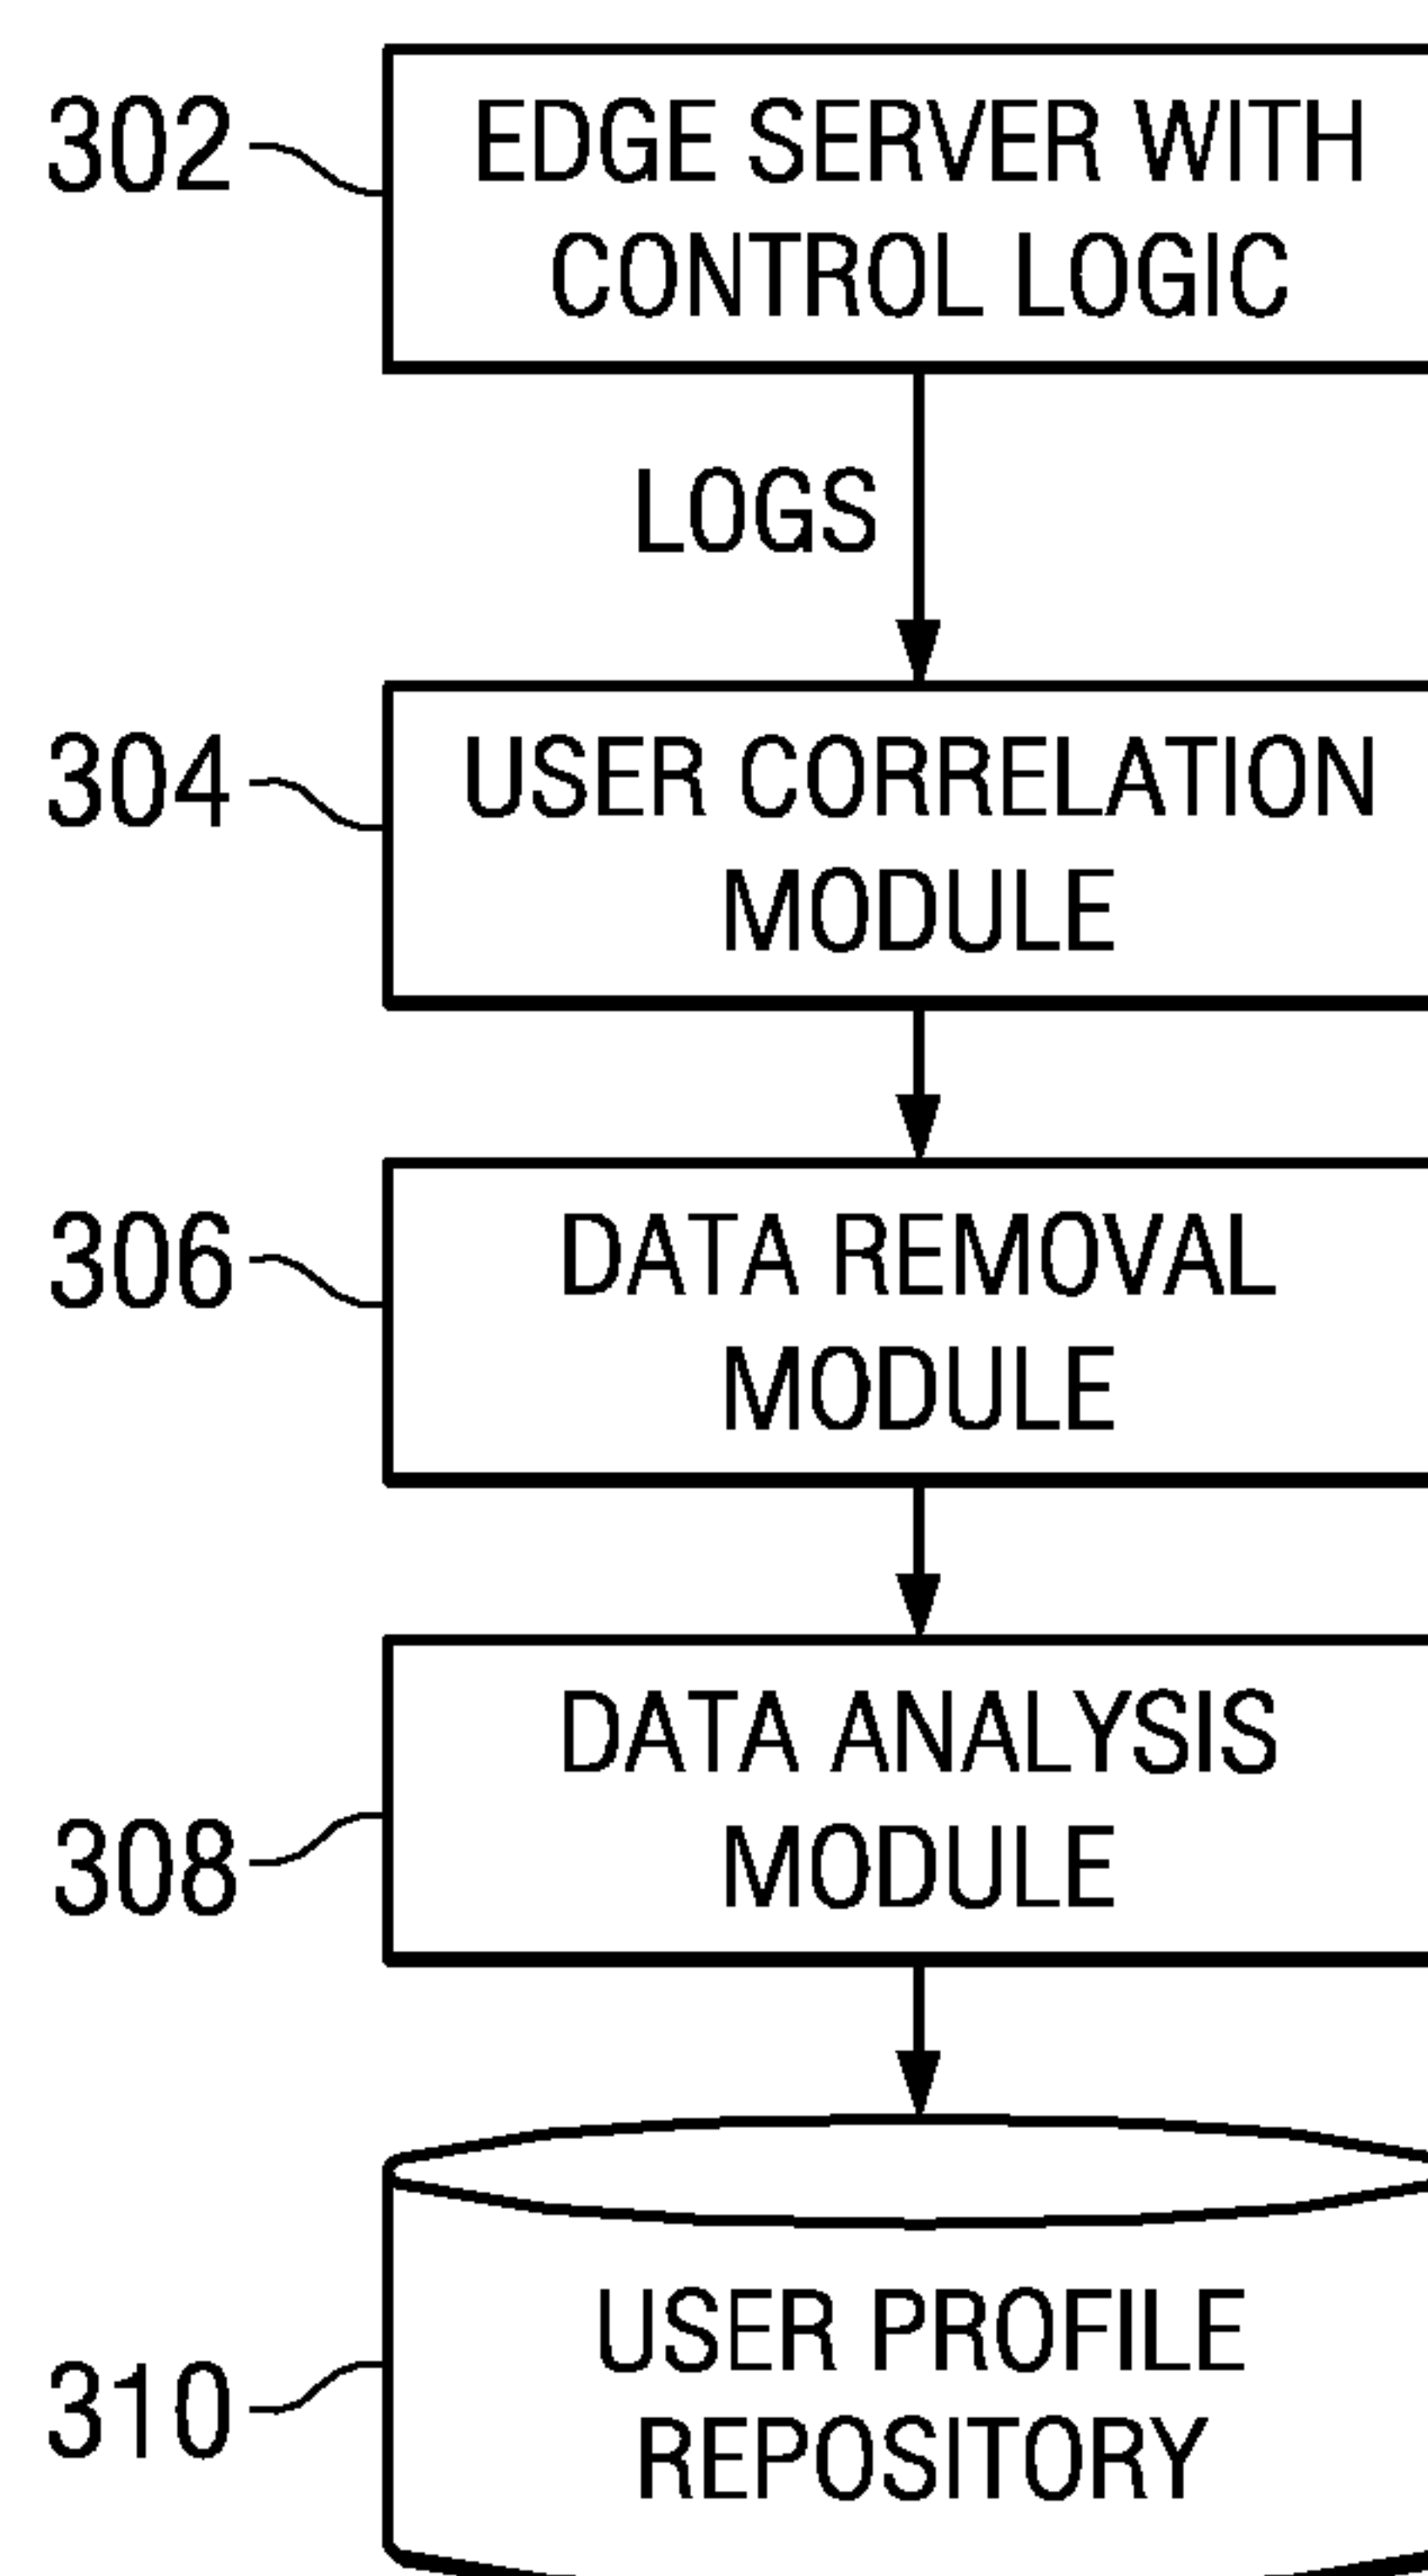 302
EDGE SERVER WITH
CONTROL LOGIC
LOGS
304
USER CORRELATION
MODULE
306
DATA REMOVAL
MODULE
308
DATA ANALYSIS
MODULE
310
USER PROFILE
REPOSITORY